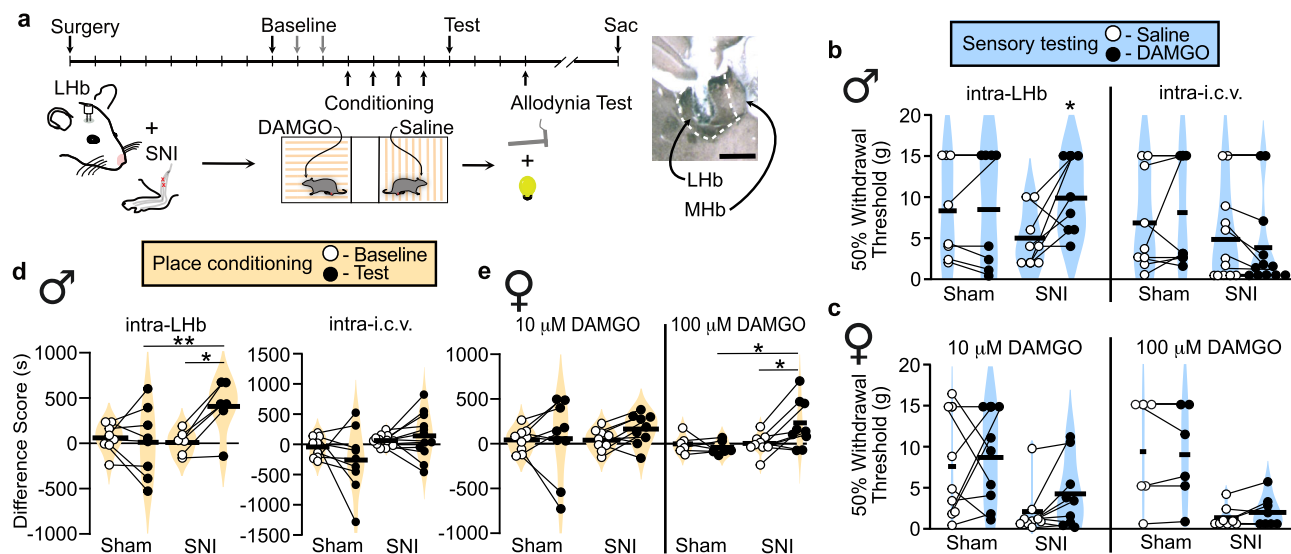 a
Surgery
Baseline
Test
Sac
LHb
+
SNI
Conditioning
DAMGO
Saline
Allodynia Test
+
LHb
MHb
b
♂
Sensory testing
- Saline
- DAMGO
intra-LHb
intra-i.c.v.
50% Withdrawal
Threshold (g)
20
15
10
5
0
*
Sham
SNI
Sham
SNI
Place conditioning
- Baseline
- Test
d
♂
intra-LHb
Difference Score (s)
1000
500
0
-500
-1000
**
*
Sham
SNI
intra-i.c.v.
1500
1000
500
0
-500
-1000
-1500
Sham
SNI
e
♀
10 µM DAMGO
100 µM DAMGO
1000
500
0
-500
-1000
*
*
Sham
SNI
Sham
SNI
c
♀
10 µM DAMGO
100 µM DAMGO
50% Withdrawal
Threshold (g)
20
15
10
5
0
Sham
SNI
Sham
SNI